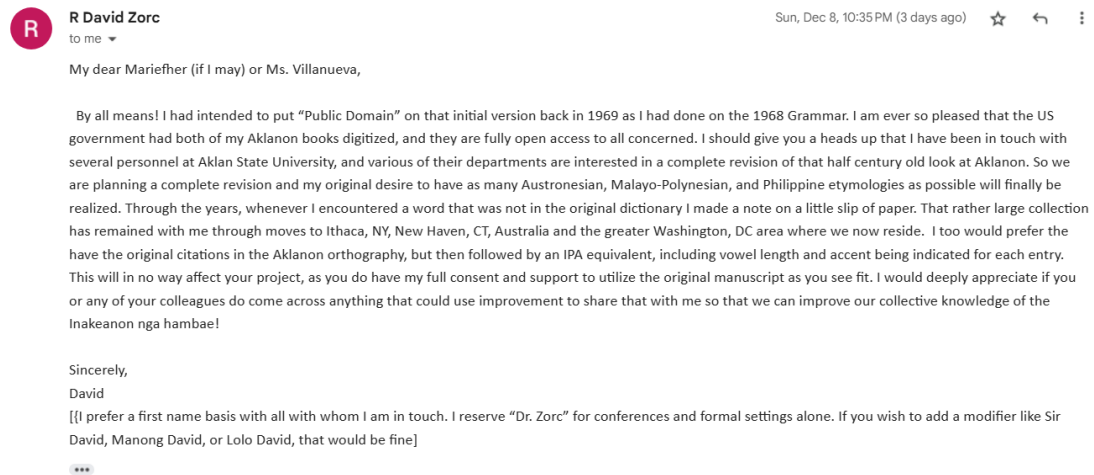 R
R David Zorc
Sun, Dec 8, 10:35 PM (3 days ago)
to me
My dear Mariefher (if I may) or Ms. Villanueva,
By all means! I had intended to put “Public Domain” on that initial version back in 1969 as I had done on the 1968 Grammar. I am ever so pleased that the US
government had both of my Aklanon books digitized, and they are fully open access to all concerned. I should give you a heads up that I have been in touch with
several personnel at Aklan State University, and various of their departments are interested in a complete revision of that half century old look at Aklanon. So we
are planning a complete revision and my original desire to have as many Austronesian, Malayo-Polynesian, and Philippine etymologies as possible will finally be
realized. Through the years, whenever I encountered a word that was not in the original dictionary I made a note on a little slip of paper. That rather large collection
has remained with me through moves to Ithaca, NY, New Haven, CT, Australia and the greater Washington, DC area where we now reside.  I too would prefer the
have the original citations in the Aklanon orthography, but then followed by an IPA equivalent, including vowel length and accent being indicated for each entry.
This will in no way affect your project, as you do have my full consent and support to utilize the original manuscript as you see fit. I would deeply appreciate if you
or any of your colleagues do come across anything that could use improvement to share that with me so that we can improve our collective knowledge of the
Inakeanon nga hambae!
Sincerely,
David
[{I prefer a first name basis with all with whom I am in touch. I reserve “Dr. Zorc” for conferences and formal settings alone. If you wish to add a modifier like Sir
David, Manong David, or Lolo David, that would be fine]